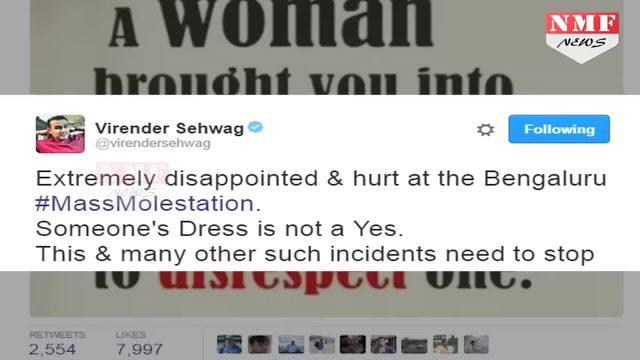 A WOMAN
brought you into
NMF
NEWS
Virender Sehwag
@virendersehwag
Following
Extremely disappointed & hurt at the Bengaluru
#MassMolestation.
Someone's Dress is not a Yes.
This & many other such incidents need to stop
to disrespect one.
RETWEETS
LIKES
2,554
7,997